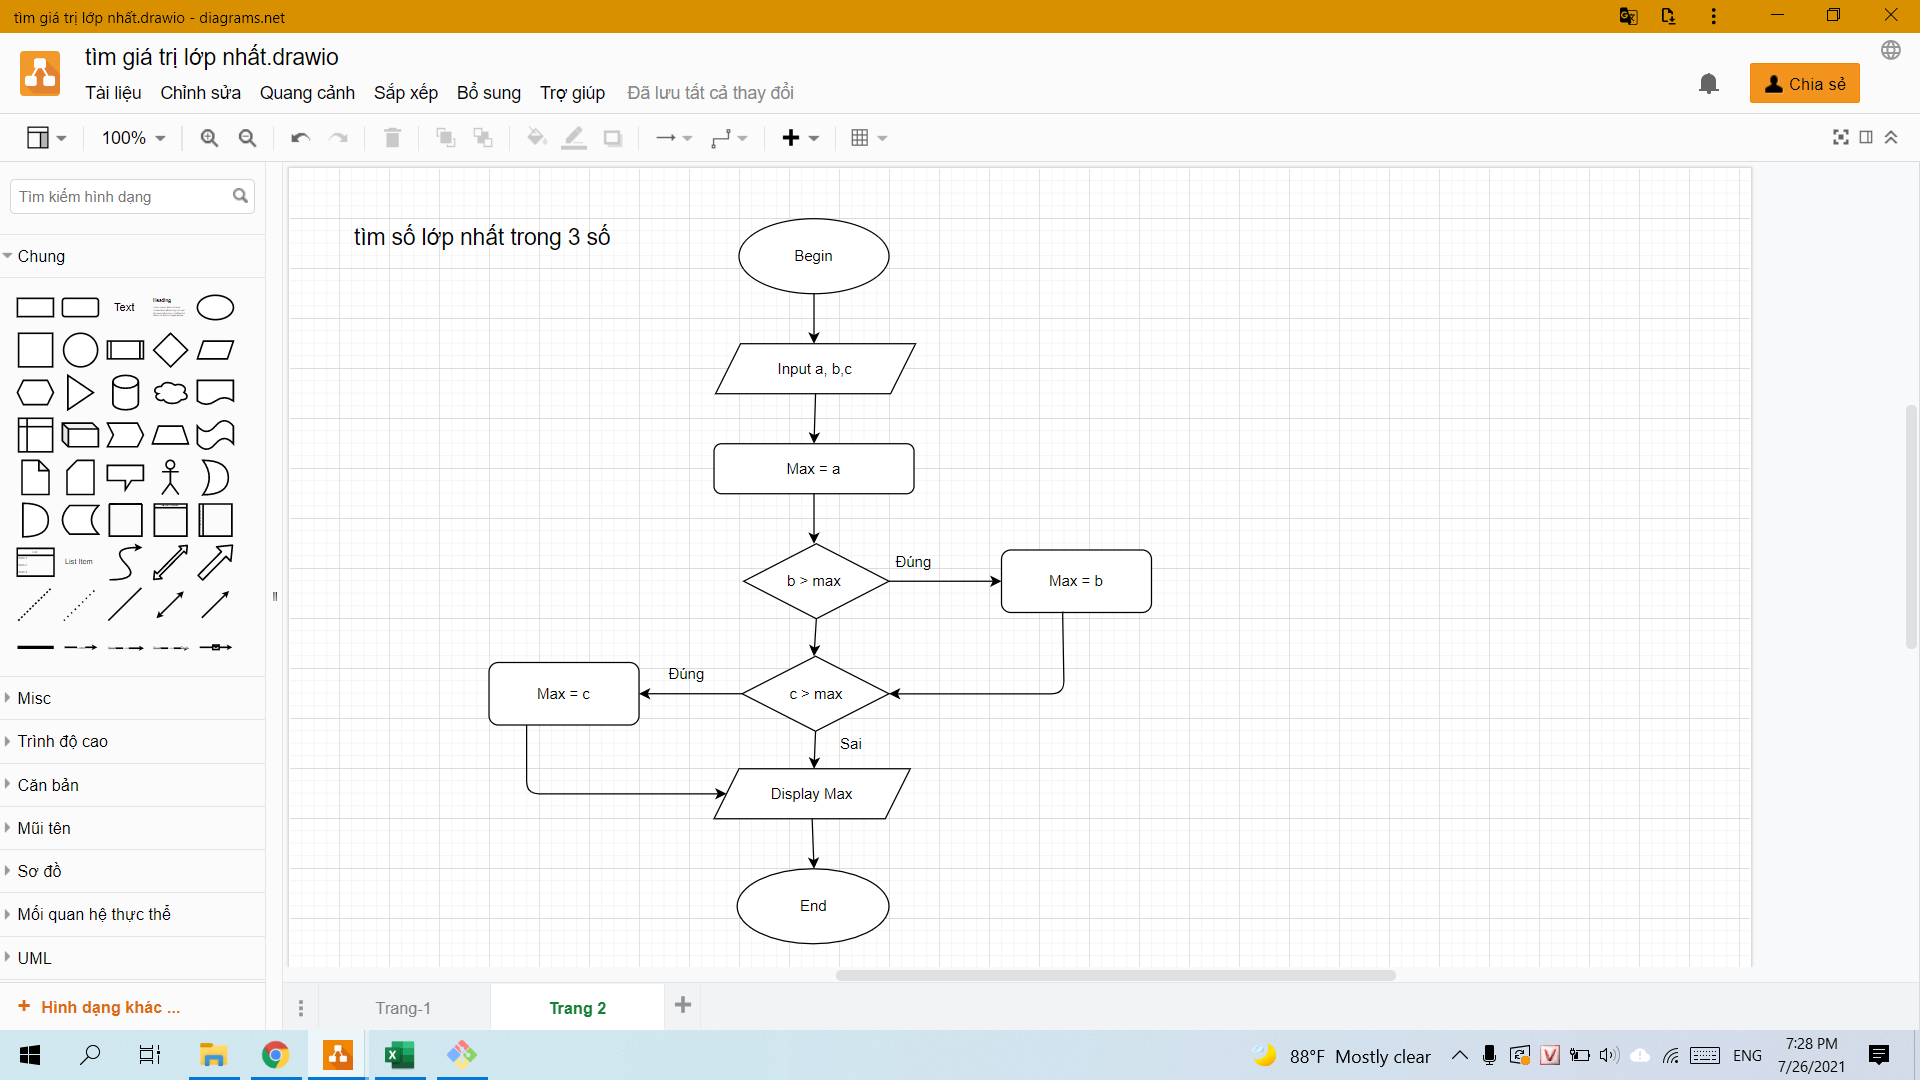 tìm giá trị lớp nhất.drawio - diagrams.net
tìm giá trị lớp nhất.drawio
Tài liệu Chỉnh sửa Quang cảnh Sắp xếp Bổ sung Trợ giúp Đã lưu tất cả thay đổi
Chia sẻ
100%
Tìm kiếm hình dạng
Chung
Text
Heading
List Item
Misc
Trình độ cao
Căn bản
Mũi tên
Sơ đồ
Mối quan hệ thực thể
UML
+ Hình dạng khác ...
tìm số lớp nhất trong 3 số
Begin
Input a, b,c
Max = a
b > max
Đúng
Max = b
Max = c
Đúng
c > max
Sai
Display Max
End
Trang-1
Trang 2
88°F Mostly clear
ENG
7:28 PM
7/26/2021